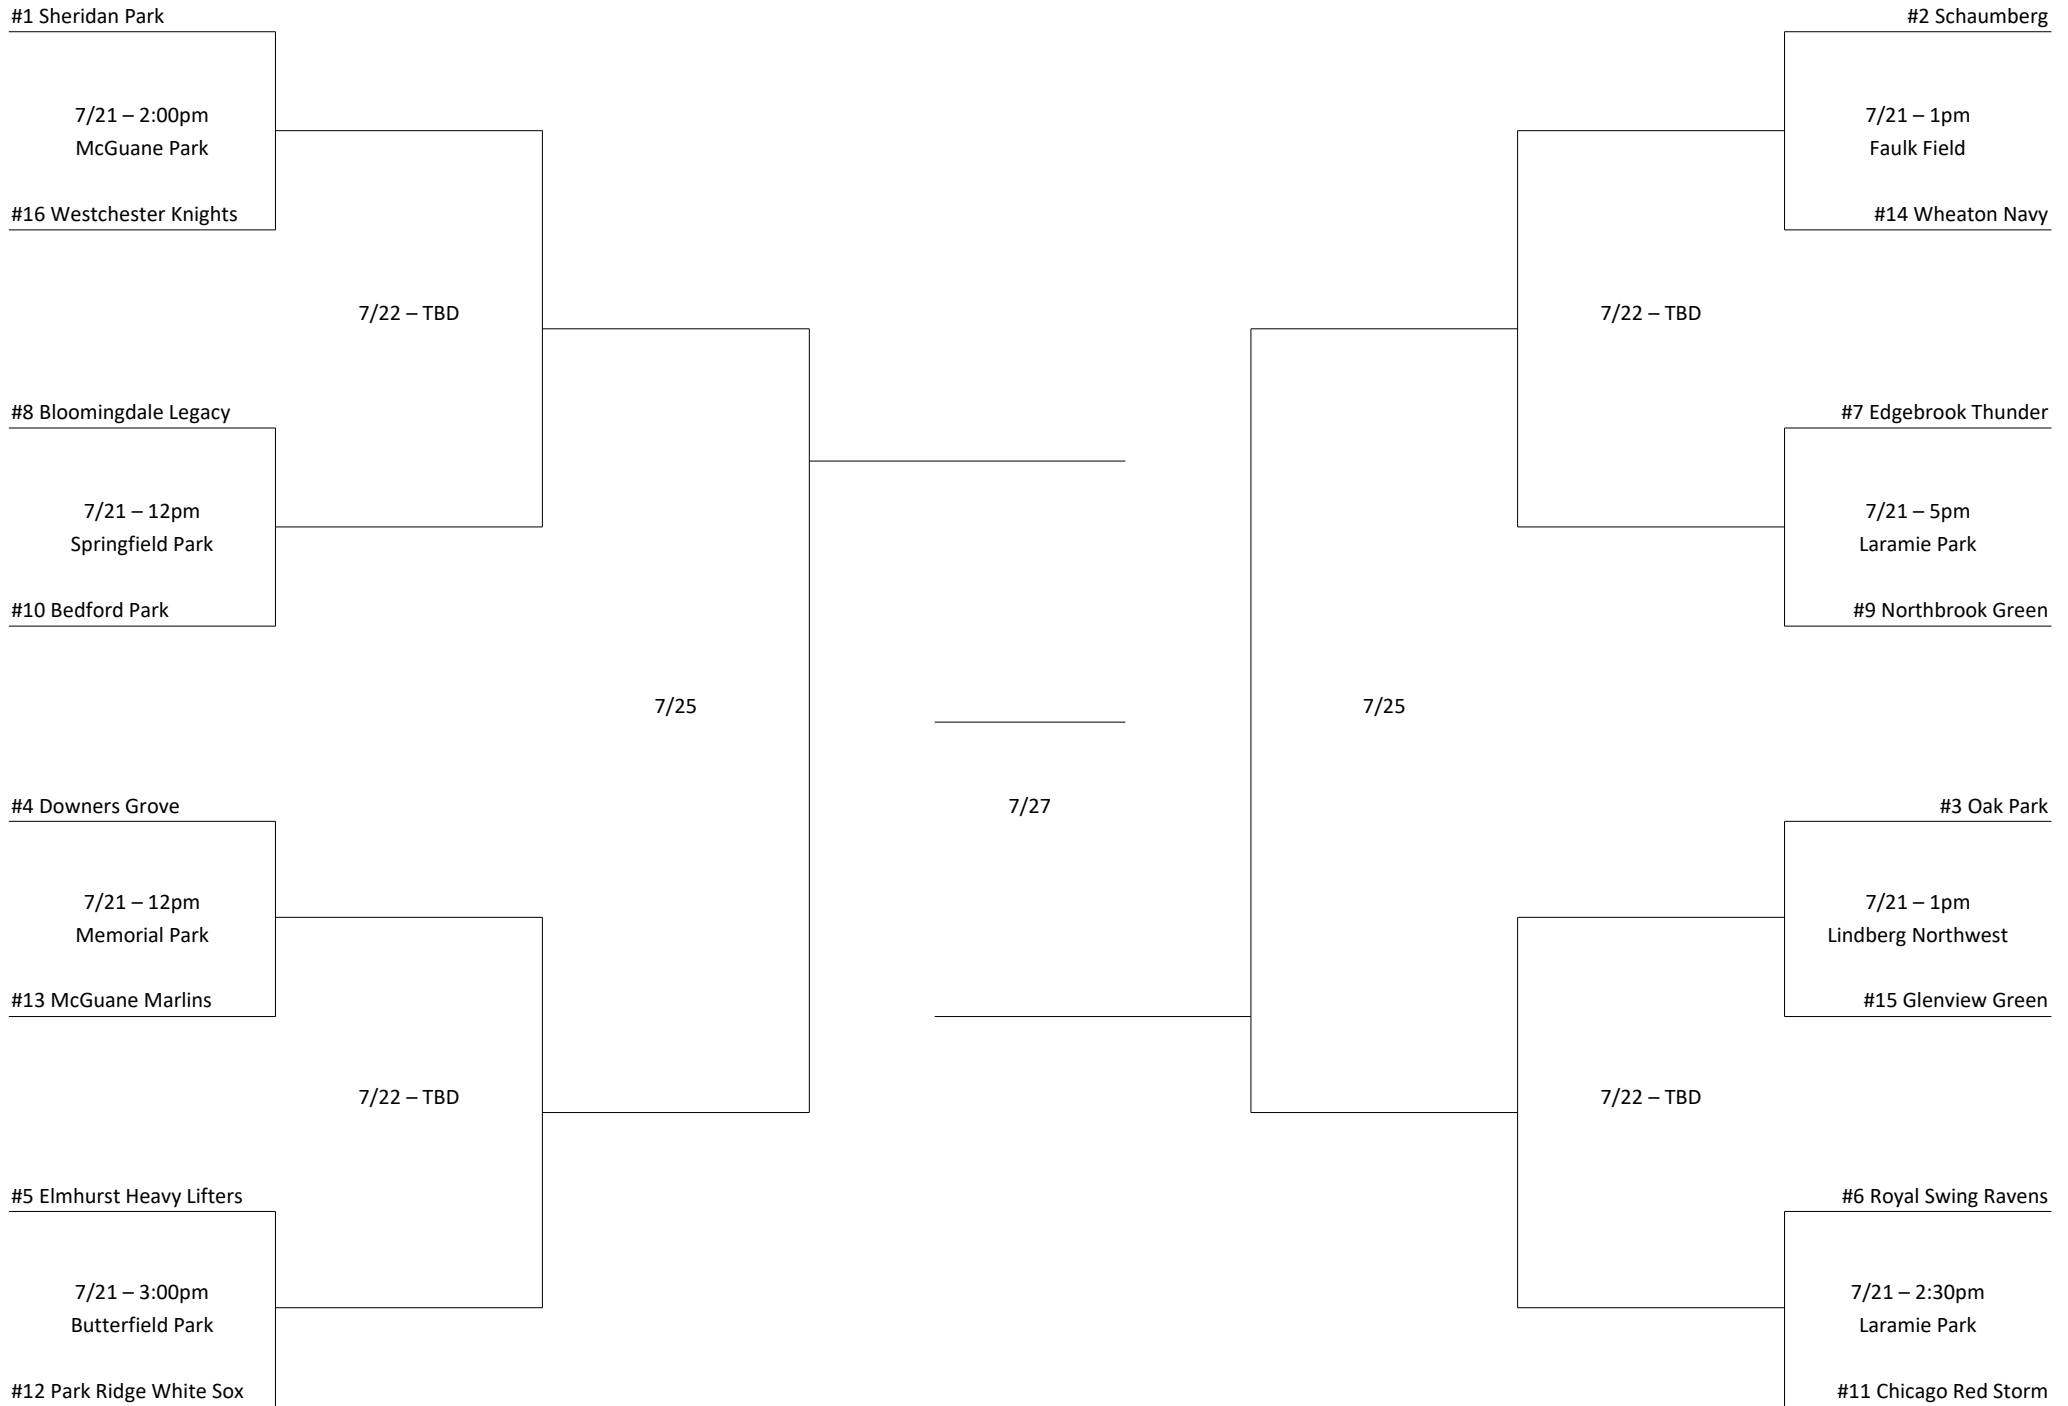 #1 Sheridan Park
7/21 – 2:00pm
McGuane Park
#16 Westchester Knights
7/22 – TBD
#8 Bloomingdale Legacy
7/21 – 12pm
Springfield Park
#10 Bedford Park
7/25
#4 Downers Grove
7/21 – 12pm
Memorial Park
#13 McGuane Marlins
7/22 – TBD
#5 Elmhurst Heavy Lifters
7/21 – 3:00pm
Butterfield Park
#12 Park Ridge White Sox
7/27
#2 Schaumberg
7/21 – 1pm
Faulk Field
#14 Wheaton Navy
7/22 – TBD
#7 Edgebrook Thunder
7/21 – 5pm
Laramie Park
#9 Northbrook Green
7/25
#3 Oak Park
7/21 – 1pm
Lindberg Northwest
#15 Glenview Green
7/22 – TBD
#6 Royal Swing Ravens
7/21 – 2:30pm
Laramie Park
#11 Chicago Red Storm